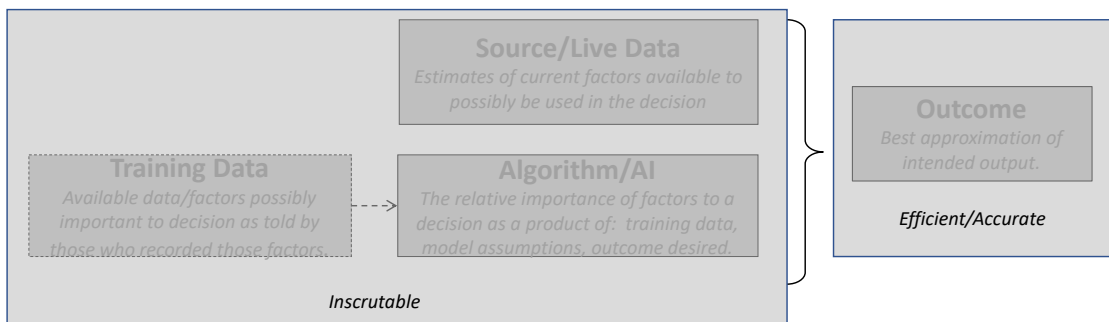 Source/Live Data
Estimates of current factors available to
possibly be used in the decision
Training Data
Available data/factors possibly
important to decision as told by
those who recorded those factors.
Algorithm/AI
The relative importance of factors to a
decision as a product of: training data,
model assumptions, outcome desired.
Inscrutable
Outcome
Best approximation of
intended output.
Efficient/Accurate